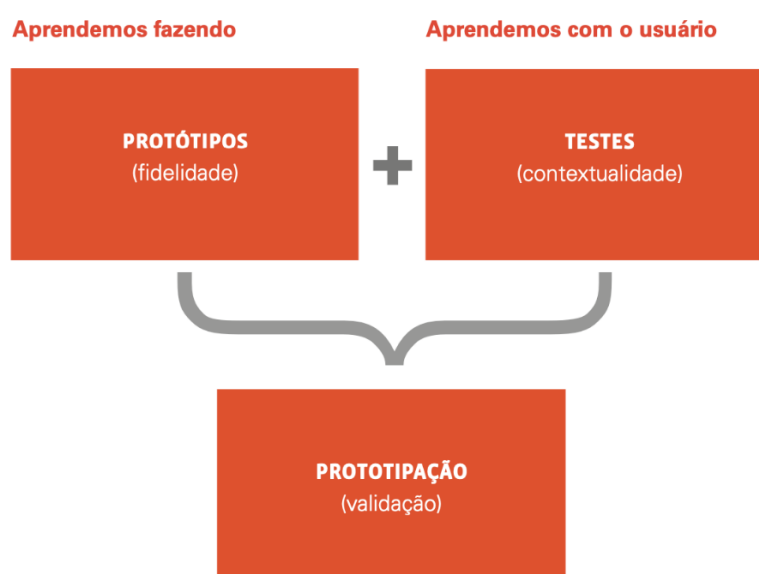 Aprendemos fazendo
Aprendemos com o usuário
PROTÓTIPOS
(fidelidade)
+
TESTES
(contextualidade)
PROTOTIPAÇÃO
(validação)